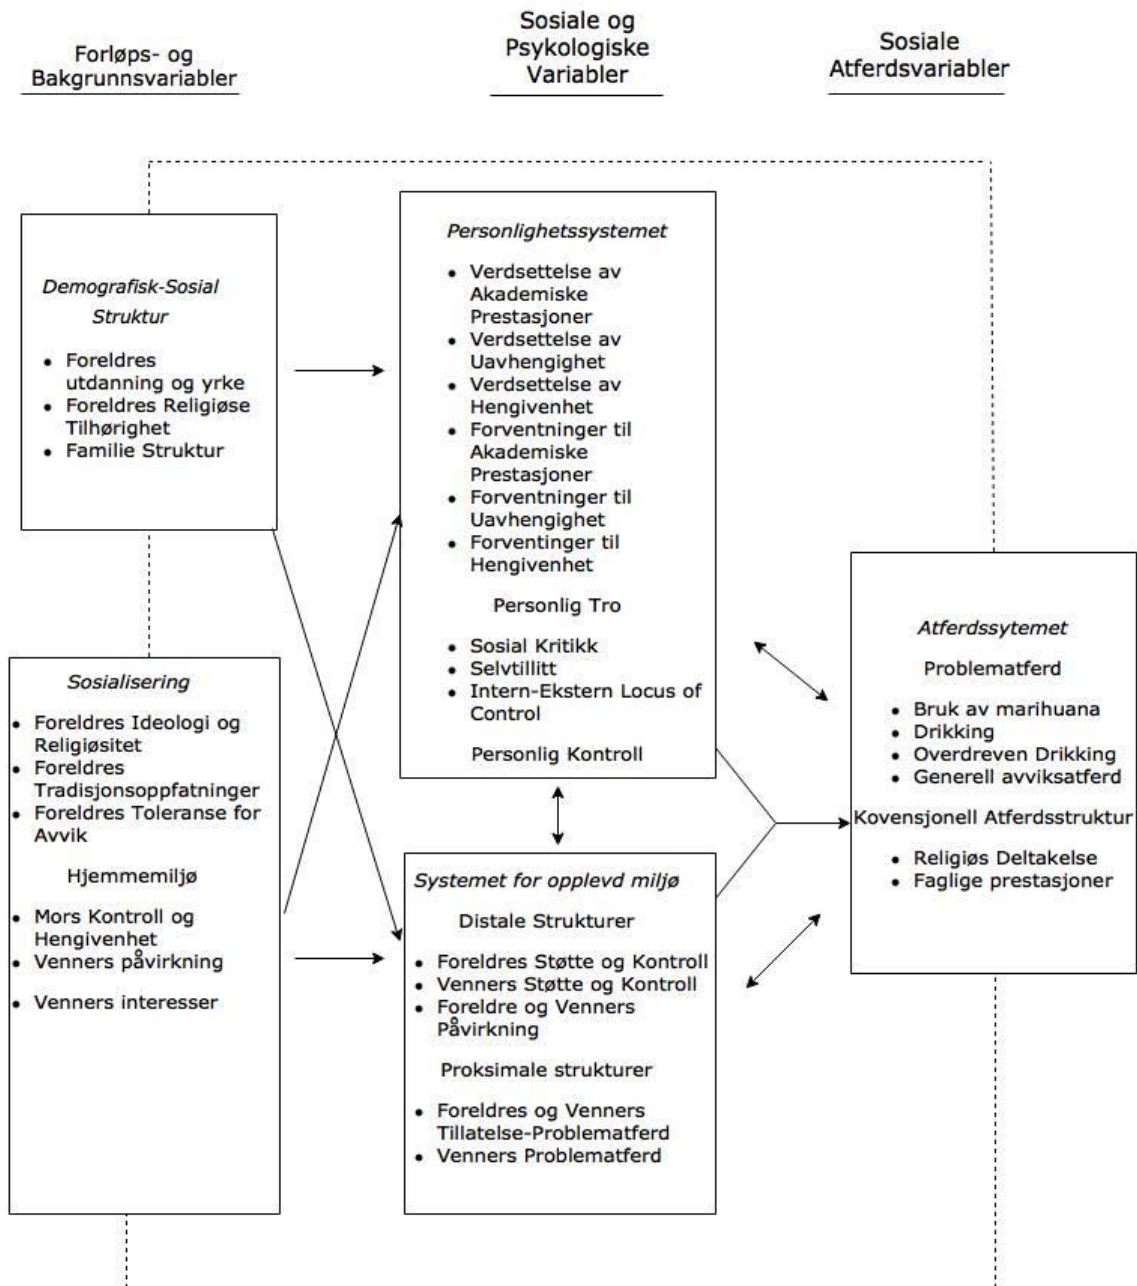 Forløps- og
Bakgrunnsvariabler
Sosiale og
Psykologiske
Variabler
Sosiale
Atferdsvariabler
Demografisk-Sosial
Struktur
• Foreldres
utdanning og yrke
• Foreldres Religiøse
Tilhørighet
• Familie Struktur
Sosialisering
• Foreldres Ideologi og
Religiøsitet
• Foreldres
Tradisjonsoppfatninger
• Foreldres Toleranse for
Avvik
Hjemmemiljø
• Mors Kontroll og
Hengivenhet
• Venners påvirkning
• Venners interesser
Personlighetssystemet
• Verdsettelse av
Akademiske
Prestasjoner
• Verdsettelse av
Uavhengighet
• Verdsettelse av
Hengivenhet
• Forventninger til
Akademiske
Prestasjoner
• Forventninger til
Uavhengighet
• Forventinger til
Hengivenhet
Personlig Tro
• Sosial Kritikk
• Selvtillitt
• Intern-Ekstern Locus of
Control
Personlig Kontroll
Systemet for opplevd miljø
Distale Strukturer
• Foreldres Støtte og Kontroll
• Venners Støtte og Kontroll
• Foreldre og Venners
Påvirkning
Proksimale strukturer
• Foreldres og Venners
Tillatelse-Problematferd
• Venners Problematferd
Atferdssytemet
Problematferd
• Bruk av marihuana
• Drikking
• Overdreven Drikking
• Generell avviksatferd
Kovensjonell Atferdsstruktur
• Religiøs Deltakelse
• Faglige prestasjoner